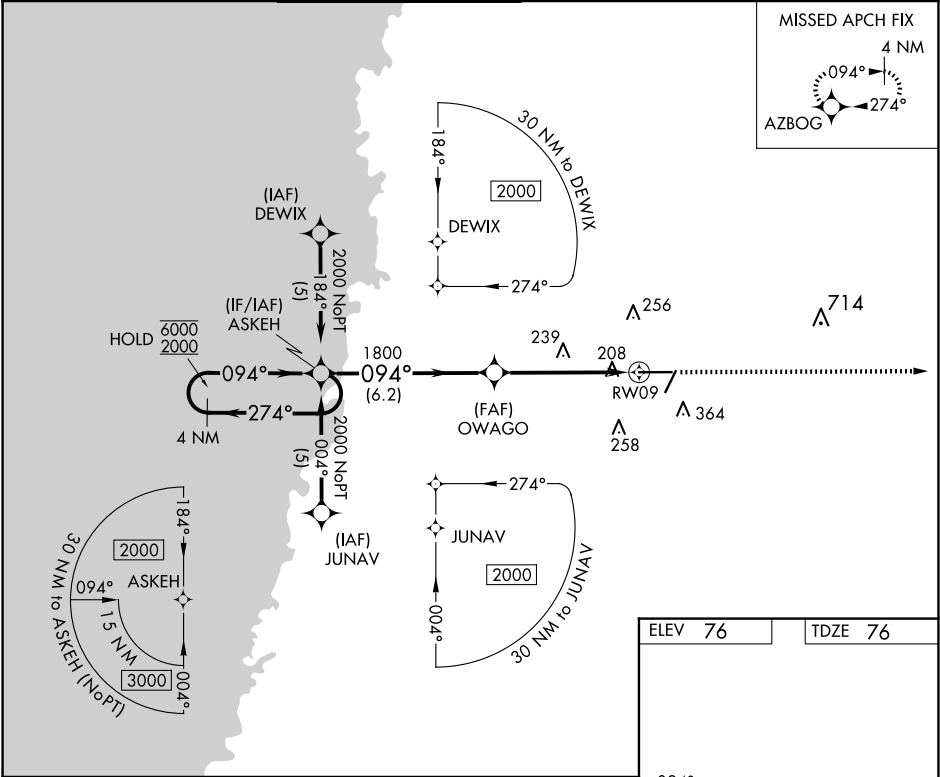 MISSED APCH FIX
4 NM
094°
274°
AZBOG
30 NM to DEWIX
184°
2000
DEWIX
274°
(IAF)
DEWIX
2000 NoPT
184°
(5)
(IF/IAF)
ASKEH
HOLD 6000
2000
094°
274°
4 NM
1800
094°
(6.2)
(FAF)
OWAGO
239
256
208
RW09
258
364
714
2000 NoPT
004°
(5)
(IAF)
JUNAV
274°
JUNAV
2000
004°
30 NM to JUNAV
184°
2000
ASKEH
094°
15 NM
3000
004°
30 NM to ASKEH (NoPT)
ELEV 76
TDZE 76